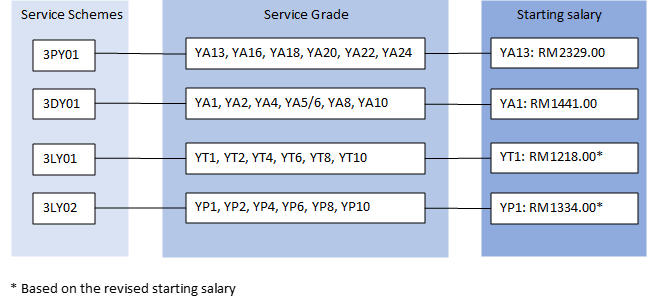 Service Schemes
Service Grade
Starting salary
3PY01
YA13, YA16, YA18, YA20, YA22, YA24
YA13: RM2329.00
3DY01
YA1, YA2, YA4, YA5/6, YA8, YA10
YA1: RM1441.00
3LY01
YT1, YT2, YT4, YT6, YT8, YT10
YT1: RM1218.00*
3LY02
YP1, YP2, YP4, YP6, YP8, YP10
YP1: RM1334.00*
* Based on the revised starting salary